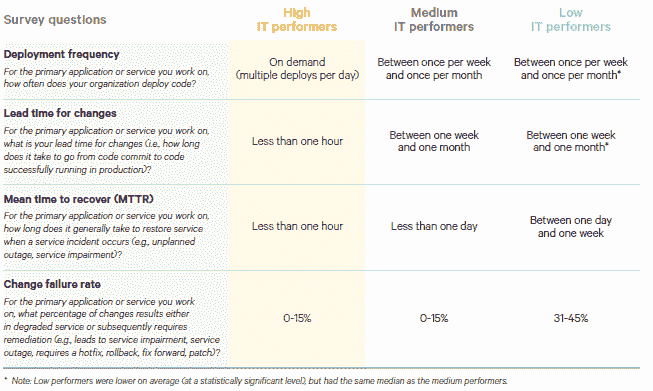 Survey questions
High
IT performers
Medium
IT performers
Low
IT performers
Deployment frequency
For the primary application or service you work on,
how often does your organization deploy code?
On demand
(multiple deploys per day)
Between once per week
and once per month
Between once per week
and once per month*
Lead time for changes
For the primary application or service you work on,
what is your lead time for changes (i.e., how long
does it take to go from code commit to code
successfully running in production)?
Less than one hour
Between one week
and one month
Between one week
and one month*
Mean time to recover (MTTR)
For the primary application or service you work on,
how long does it generally take to restore service
when a service incident occurs (e.g., unplanned
outage, service impairment)?
Less than one hour
Less than one day
Between one day
and one week
Change failure rate
For the primary application or service you work
on, what percentage of changes results either
in degraded service or subsequently requires
remediation (e.g., leads to service impairment, service
outage, requires a hotfix, rollback, fix forward, patch)?
0-15%
0-15%
31-45%
* Note: Low performers were lower on average (at a statistically significant level), but had the same median as the medium performers.